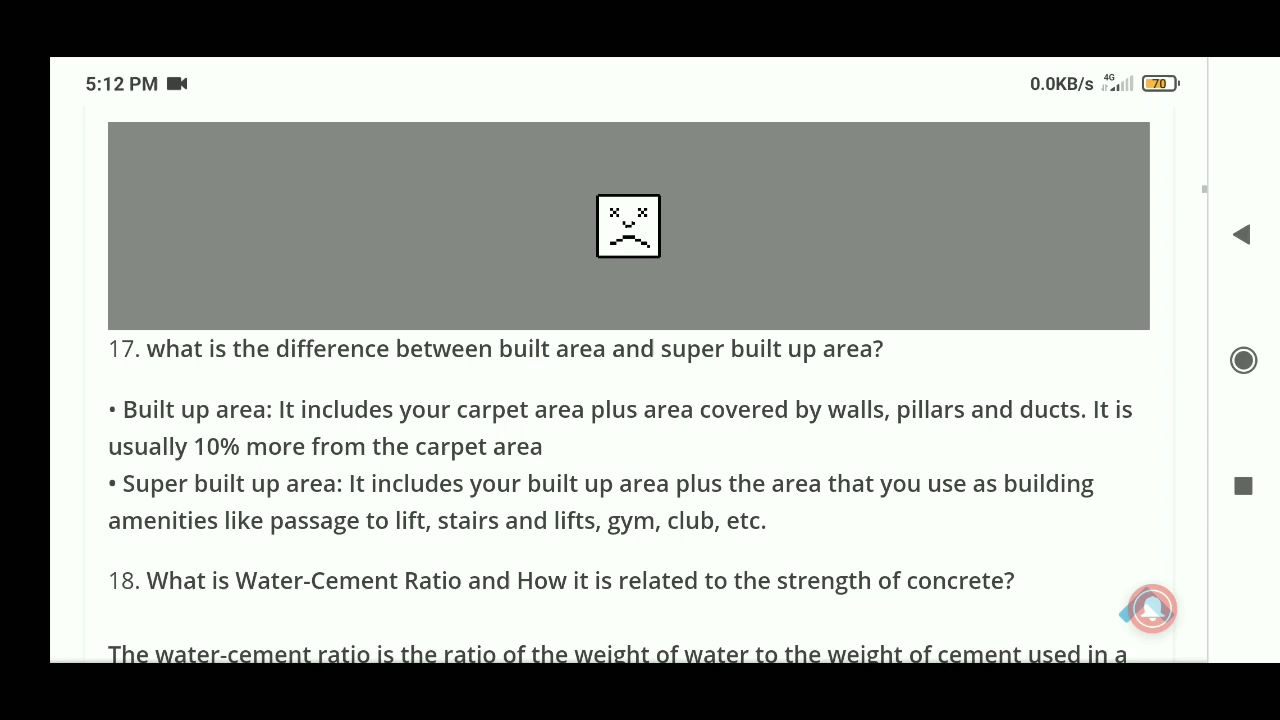 5:12 PM
0.0KB/s 4G 70
17. what is the difference between built area and super built up area?
• Built up area: It includes your carpet area plus area covered by walls, pillars and ducts. It is
usually 10% more from the carpet area
• Super built up area: It includes your built up area plus the area that you use as building
amenities like passage to lift, stairs and lifts, gym, club, etc.
18. What is Water-Cement Ratio and How it is related to the strength of concrete?
The water-cement ratio is the ratio of the weight of water to the weight of cement used in a